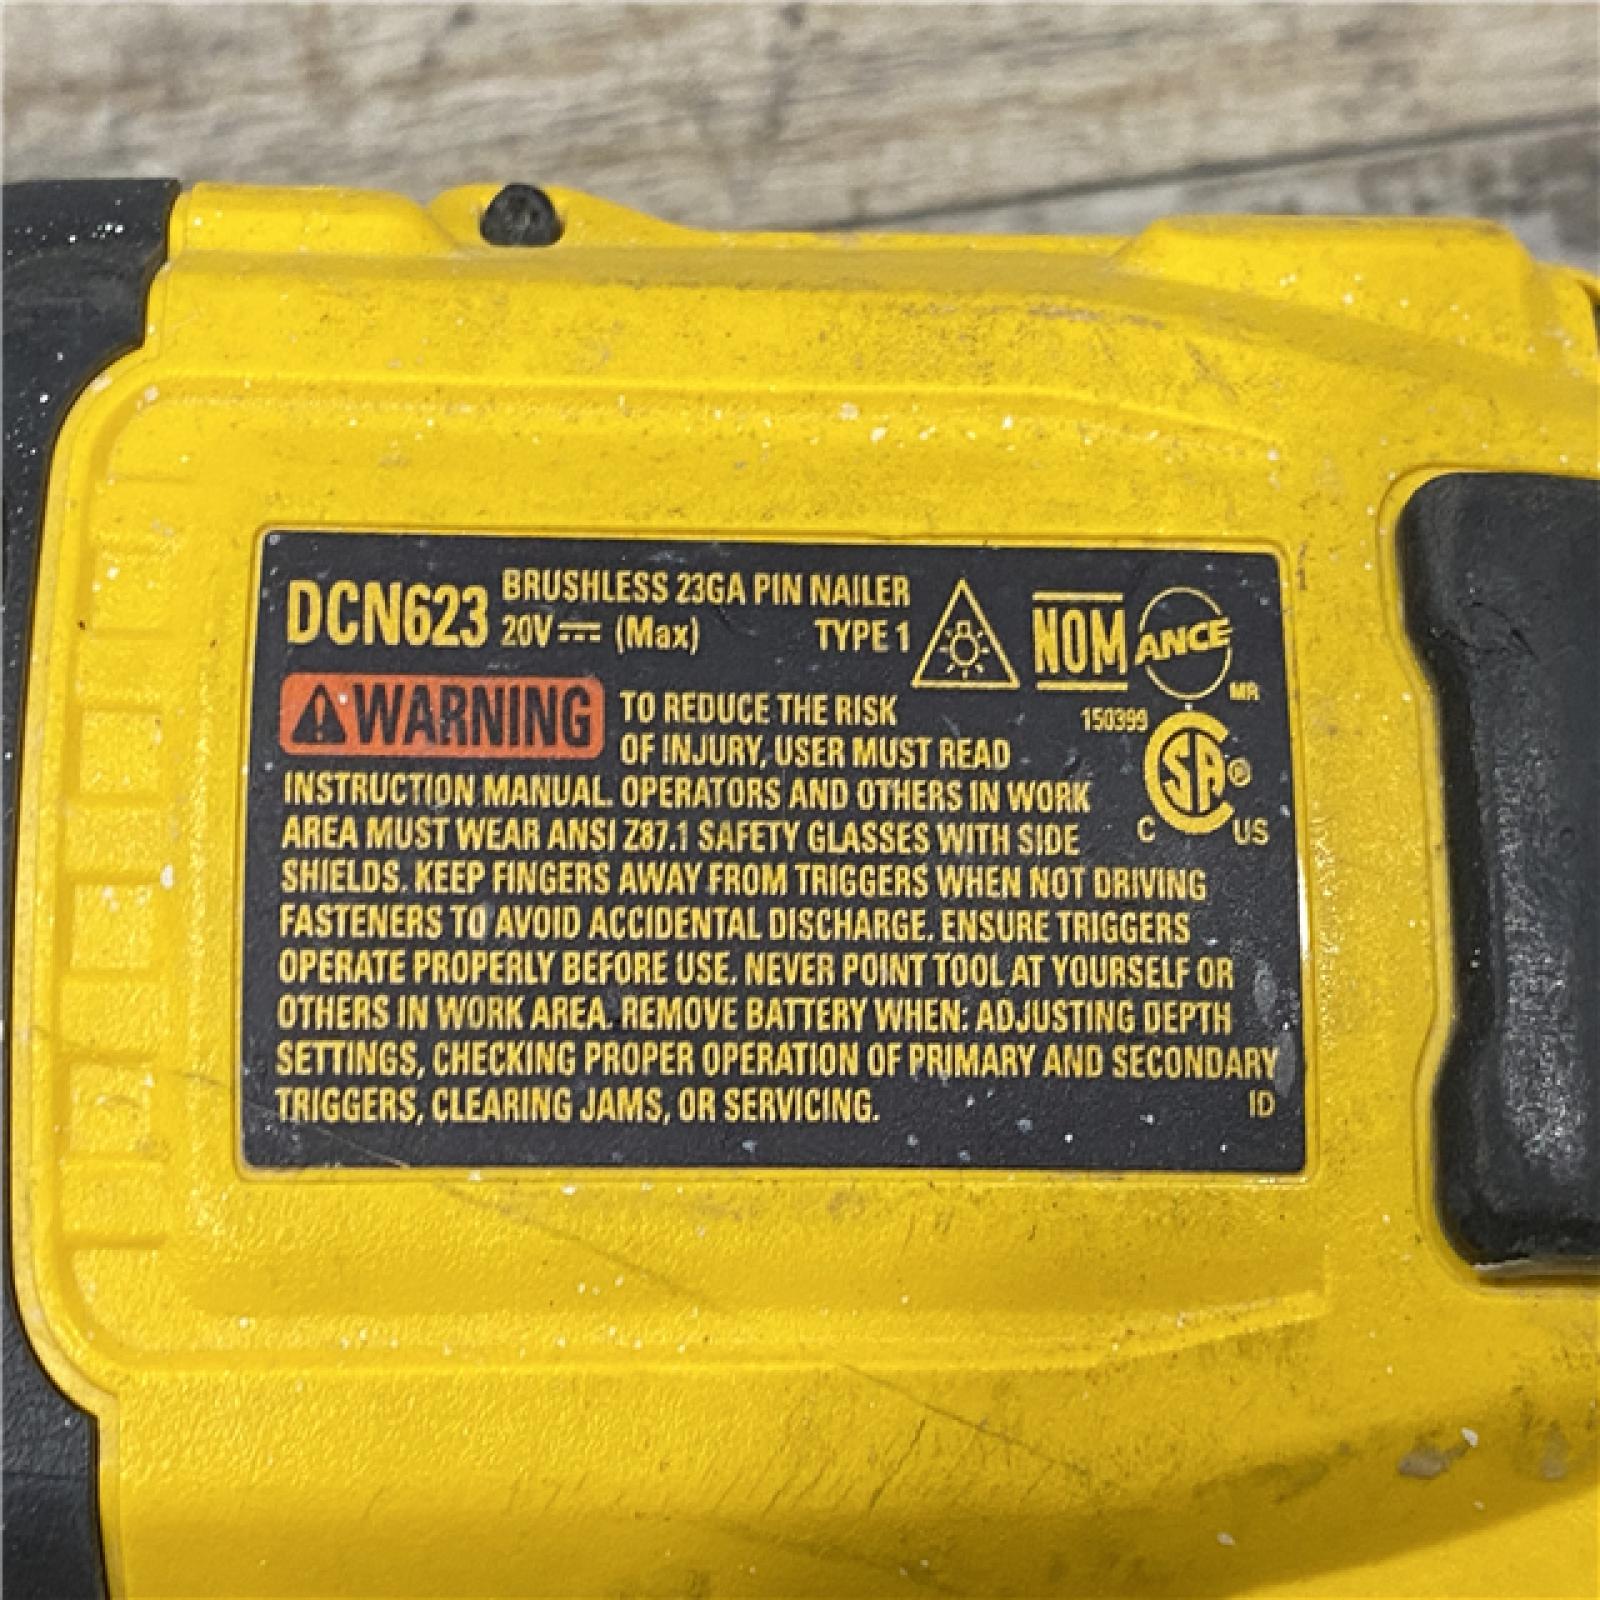 DCN623 BRUSHLESS 23GA PIN NAILER
20V (Max) TYPE 1
NOM ANCE
MR
WARNING TO REDUCE THE RISK
150399
OF INJURY, USER MUST READ
SA ®
C US
INSTRUCTION MANUAL. OPERATORS AND OTHERS IN WORK
AREA MUST WEAR ANSI Z87.1 SAFETY GLASSES WITH SIDE
SHIELDS. KEEP FINGERS AWAY FROM TRIGGERS WHEN NOT DRIVING
FASTENERS TO AVOID ACCIDENTAL DISCHARGE. ENSURE TRIGGERS
OPERATE PROPERLY BEFORE USE. NEVER POINT TOOL AT YOURSELF OR
OTHERS IN WORK AREA. REMOVE BATTERY WHEN: ADJUSTING DEPTH
SETTINGS, CHECKING PROPER OPERATION OF PRIMARY AND SECONDARY
TRIGGERS, CLEARING JAMS, OR SERVICING. ID